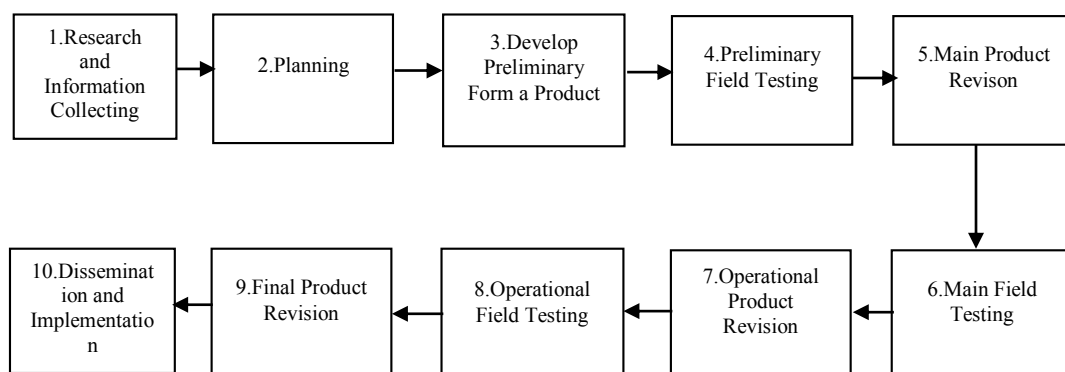 1.Research
and
Information
Collecting
2.Planning
3.Develop
Preliminary
Form a Product
4.Preliminary
Field Testing
5.Main Product
Revison
6.Main Field
Testing
7.Operational
Product
Revision
8.Operational
Field Testing
9.Final Product
Revision
10.Disseminat
ion and
Implementatio
n